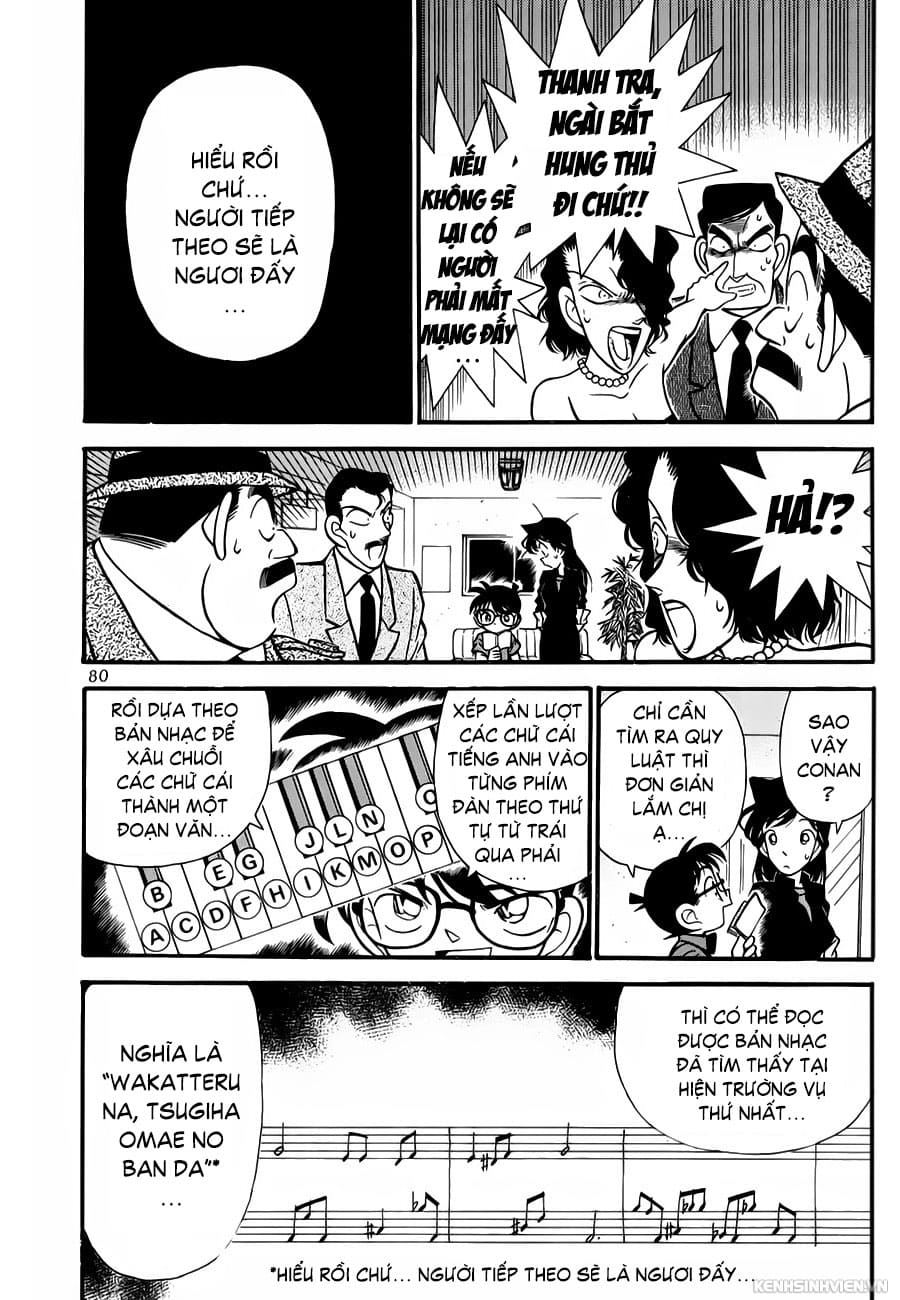 THANH TRA,
NGÀI BẮT
HUNG THỦ
ĐI CHỨ!!
NẾU
KHÔNG SẼ
LẠI CÓ
NGƯỜI
PHẢI MẤT
MẠNG ĐẤY
...
HIỂU RỒI
CHỨ...
NGƯỜI TIẾP
THEO SẼ LÀ
NGƯƠI ĐẤY
...
HẢ!?
80
SAO
VẬY
CONAN
?
CHỈ CẦN
TÌM RA QUY
LUẬT THÌ
ĐƠN GIẢN
LẮM CHỊ
Ạ...
XẾP LẦN LƯỢT
CÁC CHỮ CÁI
TIẾNG ANH VÀO
TỪNG PHÍM
ĐÀN THEO THỨ
TỰ TỪ TRÁI
QUA PHẢI
...
RỒI DỰA THEO
BẢN NHẠC ĐỂ
XÂU CHUỖI
CÁC CHỮ CÁI
THÀNH MỘT
ĐOẠN VĂN...
B E G J L N
A C D F H I K M O P
THÌ CÓ THỂ ĐỌC
ĐƯỢC BẢN NHẠC
ĐÃ TÌM THẤY TẠI
HIỆN TRƯỜNG VỤ
THỨ NHẤT...
NGHĨA LÀ
“WAKATTERU
NA, TSUGIHA
OMAE NO
BAN DA”*
...
*HIỂU RỒI CHỨ... NGƯỜI TIẾP THEO SẼ LÀ NGƯƠI ĐẤY...
KENHSINHVIEN.VN